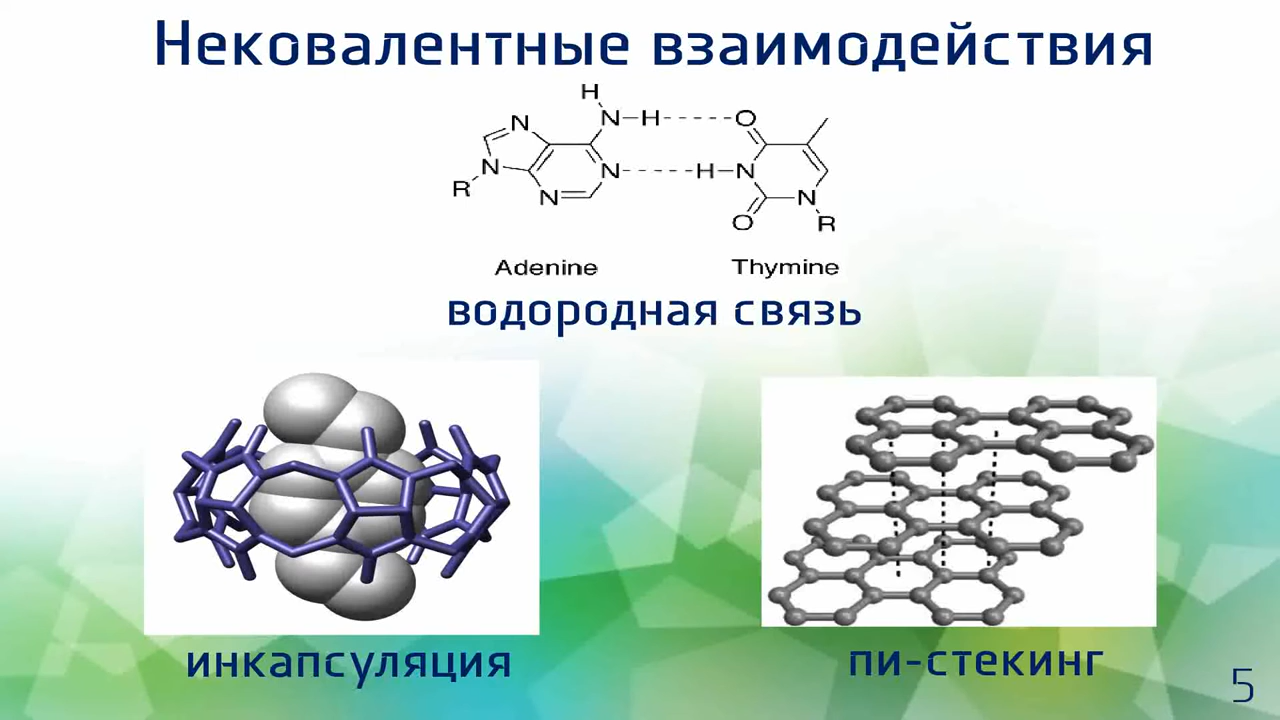 Нековалентные взаимодействия
H
N H O
N N
N H N
R N N
O R
Adenine Thymine
водородная связь
инкапсуляция
пи-стекинг
5